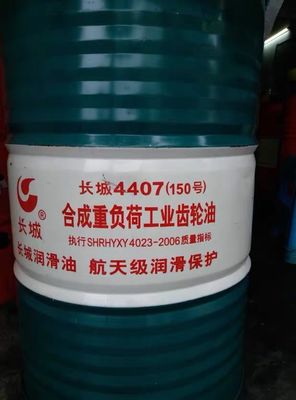 长城4407(150号)
合成重负荷工业齿轮油
执行SHRHYXY4023-2006质量指标
长城®
长城润滑油 航天级润滑保护